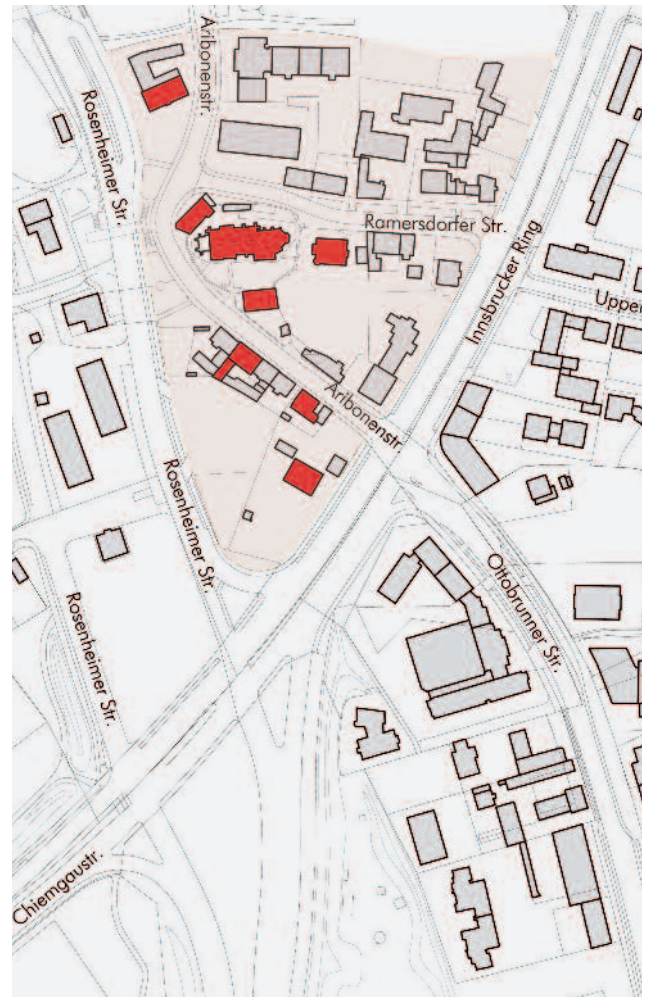 Aribonenstr.
Rosenheimer Str.
Ramersdorfer Str.
Innsbrucker Ring
Upper
Aribonenstr.
Rosenheimer Str.
Rosenheimer Str.
Ottobrunner Str.
Chiemgaustr.